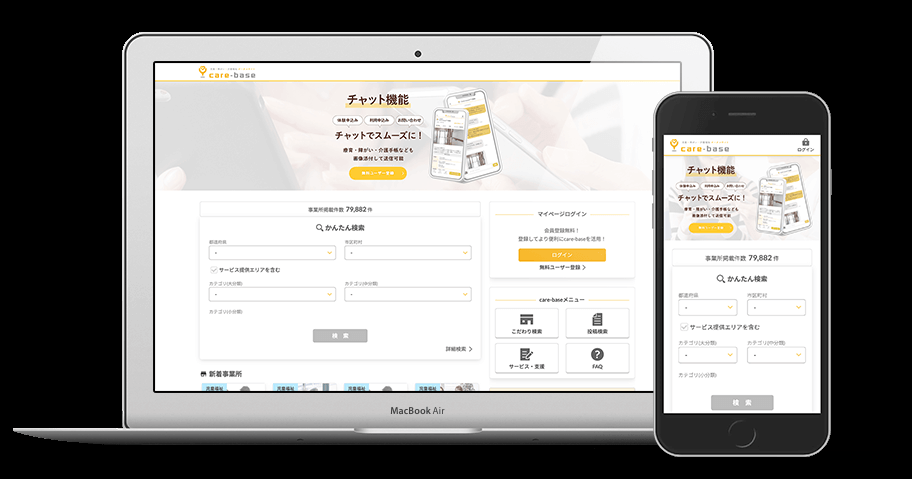 care-base
チャット機能
体験申込み 利用申込み お問い合わせ
チャットでスムーズに！
療育・障がい・介護手帳なども
画像添付して送信可能
無料ユーザー登録
事業所掲載件数 79,882 件
かんたん検索
都道府県 市区町村
- -
サービス提供エリアを含む
カテゴリ(大分類) カテゴリ(中分類)
- -
カテゴリ(小分類)
検 索
詳細検索
新着事業所
児童福祉 児童福祉 児童福祉 児童福祉
マイページログイン
会員登録無料！
登録してより便利にcare-baseを活用！
ログイン
無料ユーザー登録
care-baseメニュー
こだわり検索 投稿検索
サービス・支援 FAQ
MacBook Air
care-base
ログイン
チャット機能
体験申込み 利用申込み お問い合わせ
チャットでスムーズに！
療育・障がい・介護手帳なども
画像添付して送信可能
無料ユーザー登録
事業所掲載件数 79,882 件
かんたん検索
都道府県 市区町村
- -
サービス提供エリアを含む
カテゴリ(大分類) カテゴリ(中分類)
- -
カテゴリ(小分類)
検 索